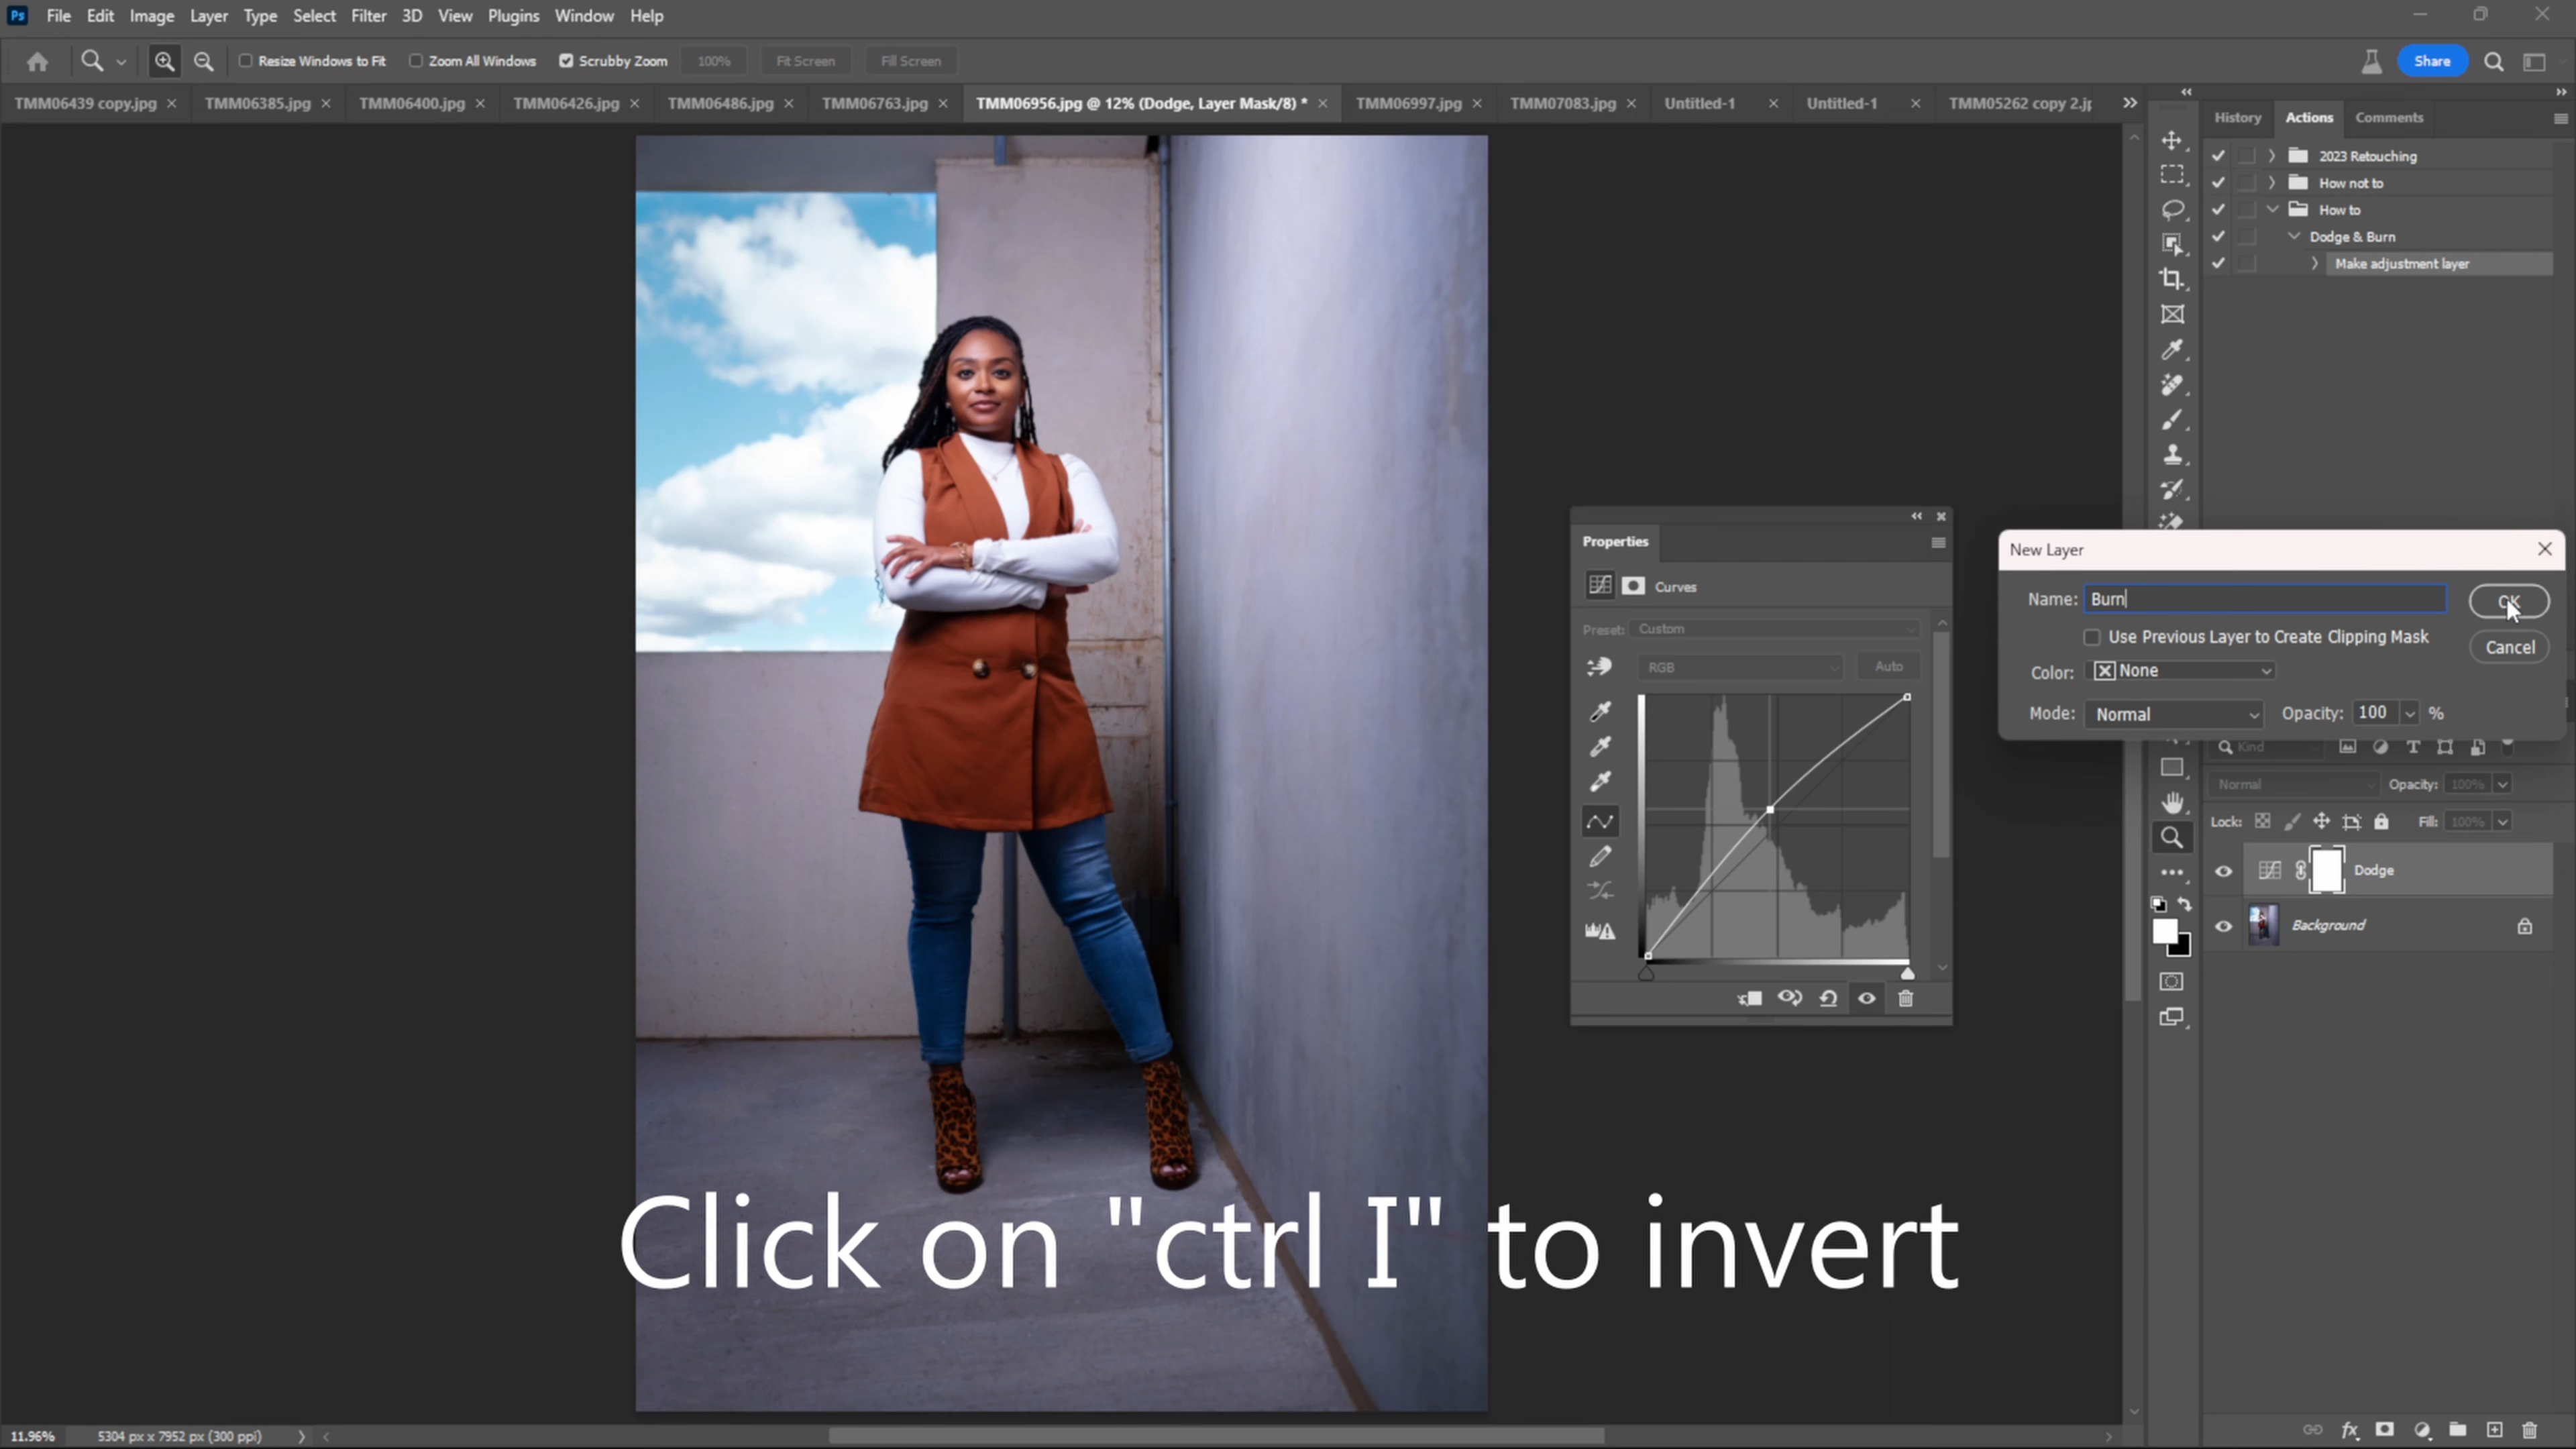 Ps File Edit Image Layer Type Select Filter 3D View Plugins Window Help
Resize Windows to Fit Zoom All Windows Scrubby Zoom 100% Fit Screen Fill Screen Share
TMM06439 copy.jpg TMM06385.jpg TMM06400.jpg TMM06426.jpg TMM06486.jpg TMM06763.jpg TMM06956.jpg @ 12% (Dodge, Layer Mask/8) * TMM06997.jpg TMM07083.jpg Untitled-1 Untitled-1 TMM05262 copy 2.jp
History Actions Comments
2023 Retouching
How not to
How to
Dodge & Burn
Make adjustment layer
Properties
Curves
Preset: Custom
RGB Auto
New Layer
Name: Burn OK
Use Previous Layer to Create Clipping Mask
Cancel
Color: None
Mode: Normal Opacity: 100 %
Kind
Normal Opacity: 100%
Lock: Fill: 100%
Dodge
Background
Click on "ctrl I" to invert
11.96% 5304 px x 7952 px (300 ppi)